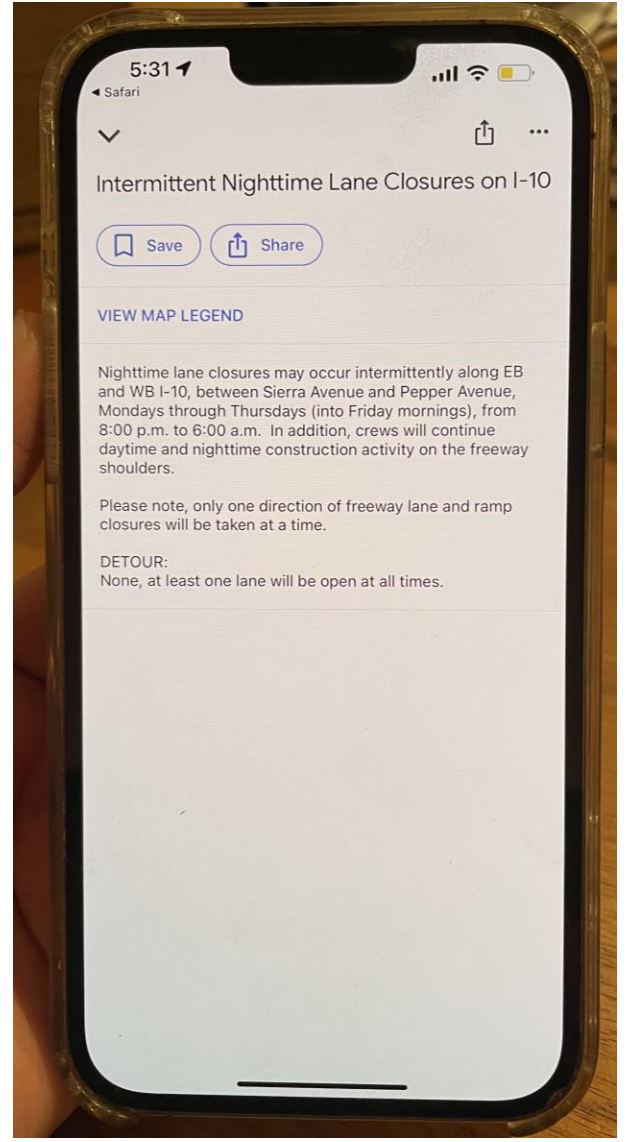 5:31
Safari
Intermittent Nighttime Lane Closures on I-10
Save
Share
VIEW MAP LEGEND
Nighttime lane closures may occur intermittently along EB
and WB I-10, between Sierra Avenue and Pepper Avenue,
Mondays through Thursdays (into Friday mornings), from
8:00 p.m. to 6:00 a.m.  In addition, crews will continue
daytime and nighttime construction activity on the freeway
shoulders.
Please note, only one direction of freeway lane and ramp
closures will be taken at a time.
DETOUR:
None, at least one lane will be open at all times.